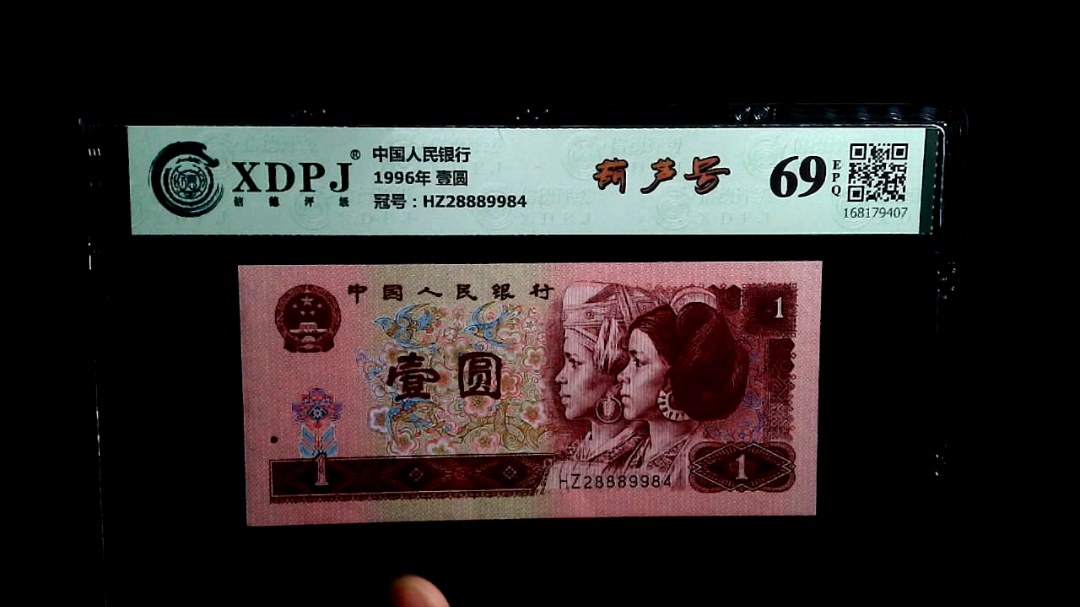 XDPJ®
信德评级
中国人民银行
1996年 壹圆
冠号：HZ28889984
葫芦号
69
EPQ
168179407
中国人民银行
1
壹圆
1
HZ28889984
1